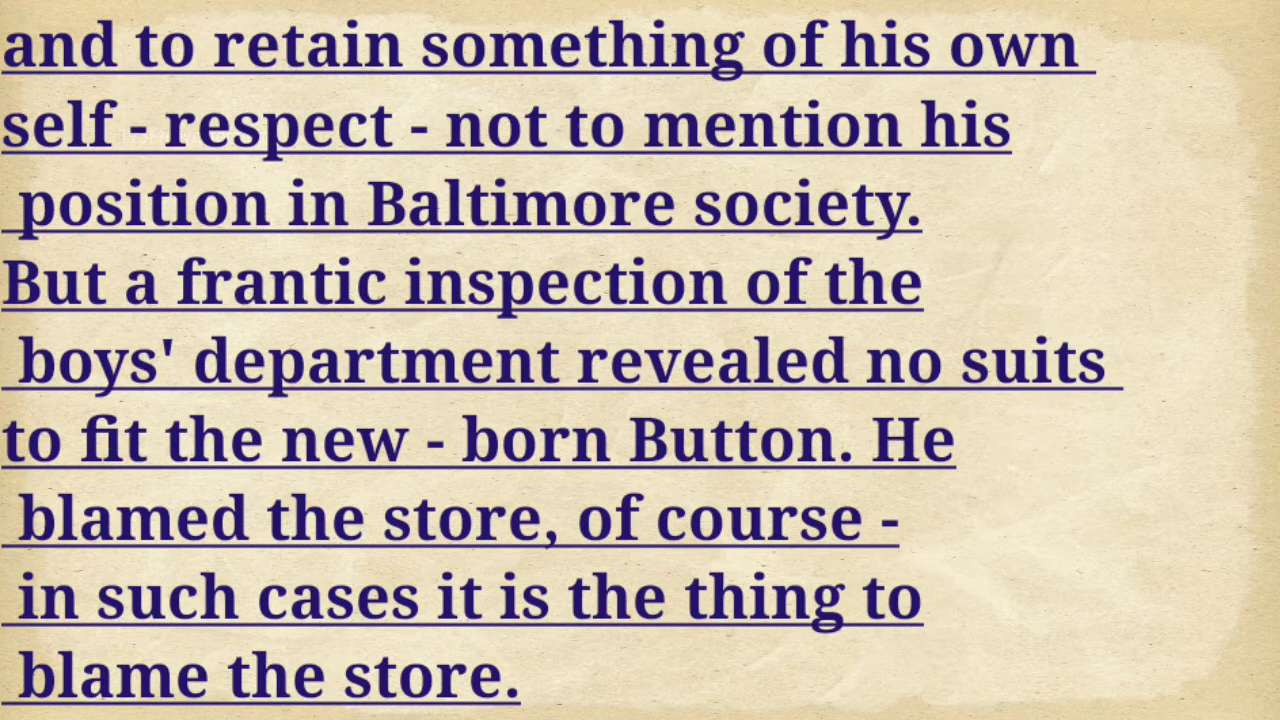 and to retain something of his own
self - respect - not to mention his
position in Baltimore society.
But a frantic inspection of the
boys' department revealed no suits
to fit the new - born Button. He
blamed the store, of course -
in such cases it is the thing to
blame the store.